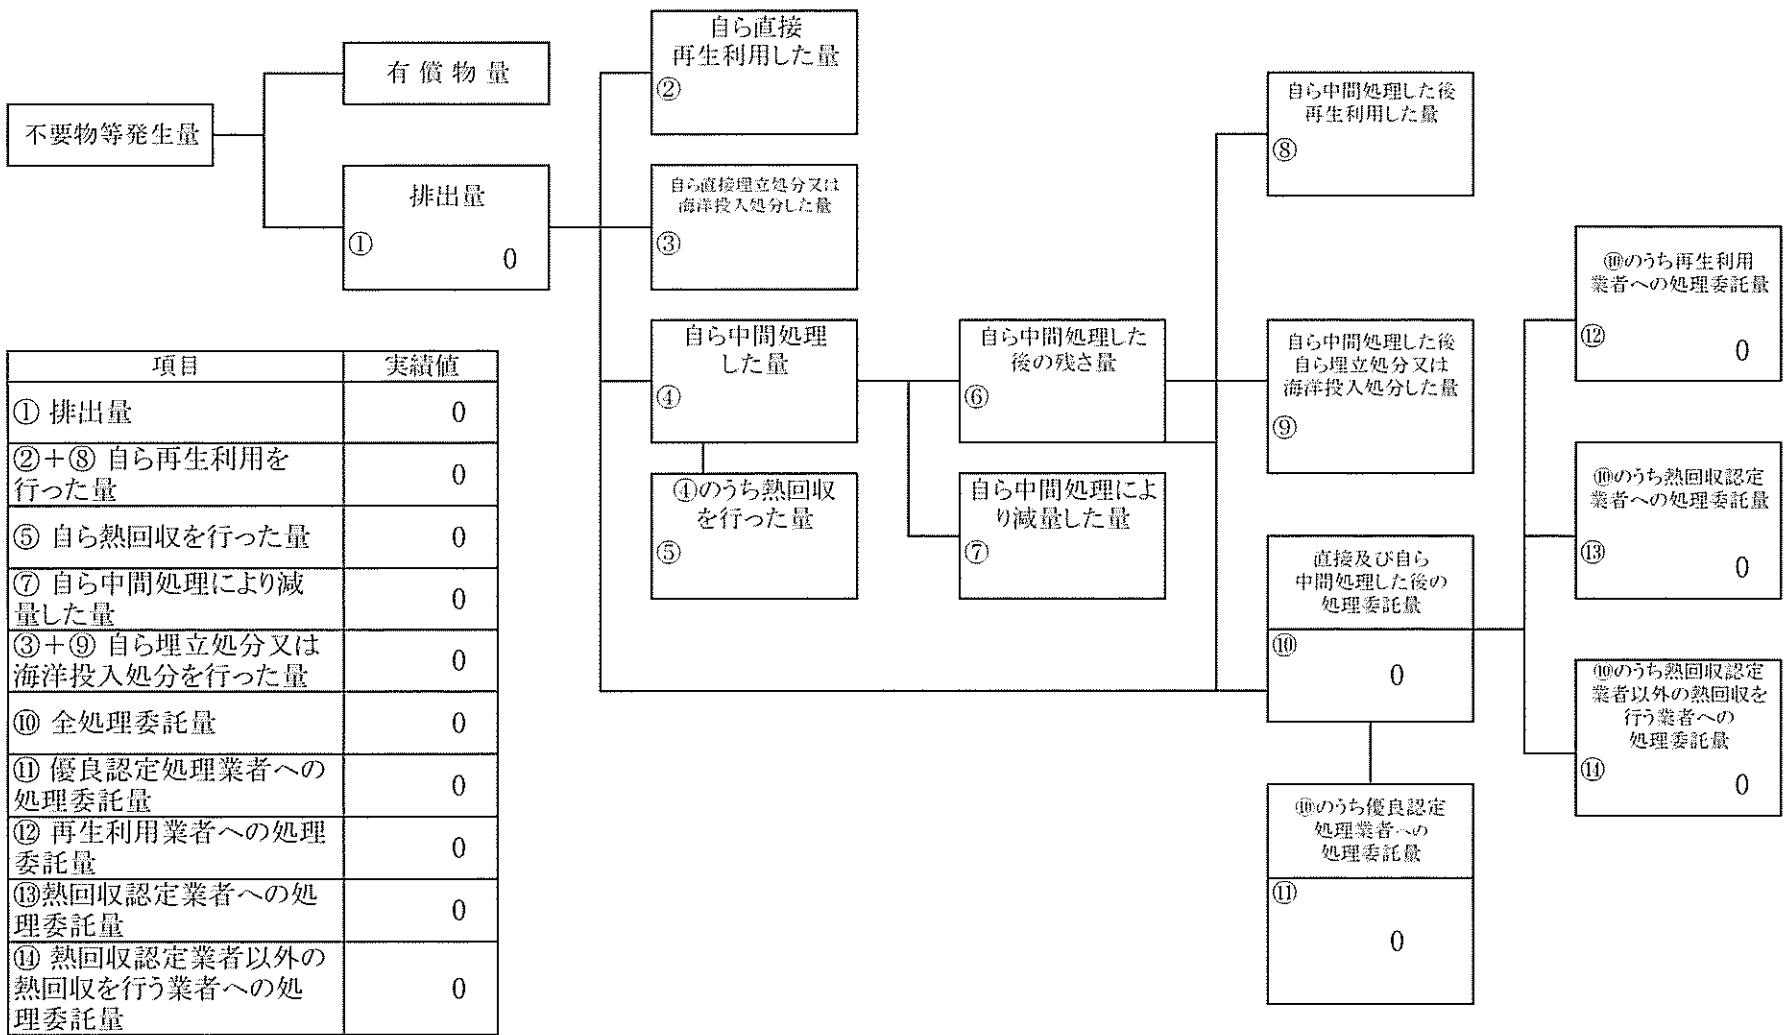 不要物等発生量
有償物量
排出量
①
0
自ら直接
再生利用した量
②
自ら直接埋立処分又は
海洋投入処分した量
③
自ら中間処理
した量
④
④のうち熱回収
を行った量
⑤
自ら中間処理した
後の残さ量
⑥
自ら中間処理によ
り減量した量
⑦
自ら中間処理した後
再生利用した量
⑧
自ら中間処理した後
自ら埋立処分又は
海洋投入処分した量
⑨
直接及び自ら
中間処理した後の
処理委託量
⑩
0
⑩のうち優良認定
処理業者への
処理委託量
⑪
0
⑩のうち再生利用
業者への処理委託量
⑫
0
⑩のうち熱回収認定
業者への処理委託量
⑬
0
⑩のうち熱回収認定
業者以外の熱回収を
行う業者への
処理委託量
⑭
0
項目 実績値
① 排出量 0
②+⑧ 自ら再生利用を
行った量 0
⑤ 自ら熱回収を行った量 0
⑦ 自ら中間処理により減
量した量 0
③+⑨ 自ら埋立処分又は
海洋投入処分を行った量 0
⑩ 全処理委託量 0
⑪ 優良認定処理業者への
処理委託量 0
⑫ 再生利用業者への処理
委託量 0
⑬熱回収認定業者への処
理委託量 0
⑭ 熱回収認定業者以外の
熱回収を行う業者への処
理委託量 0